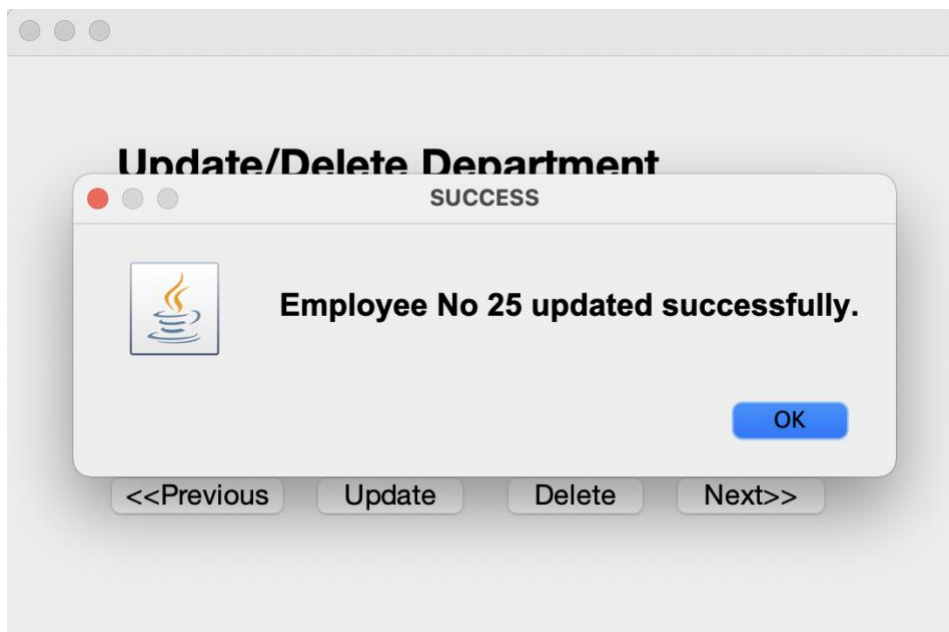 Update/Delete Department
SUCCESS
Employee No 25 updated successfully.
OK
<<Previous
Update
Delete
Next>>